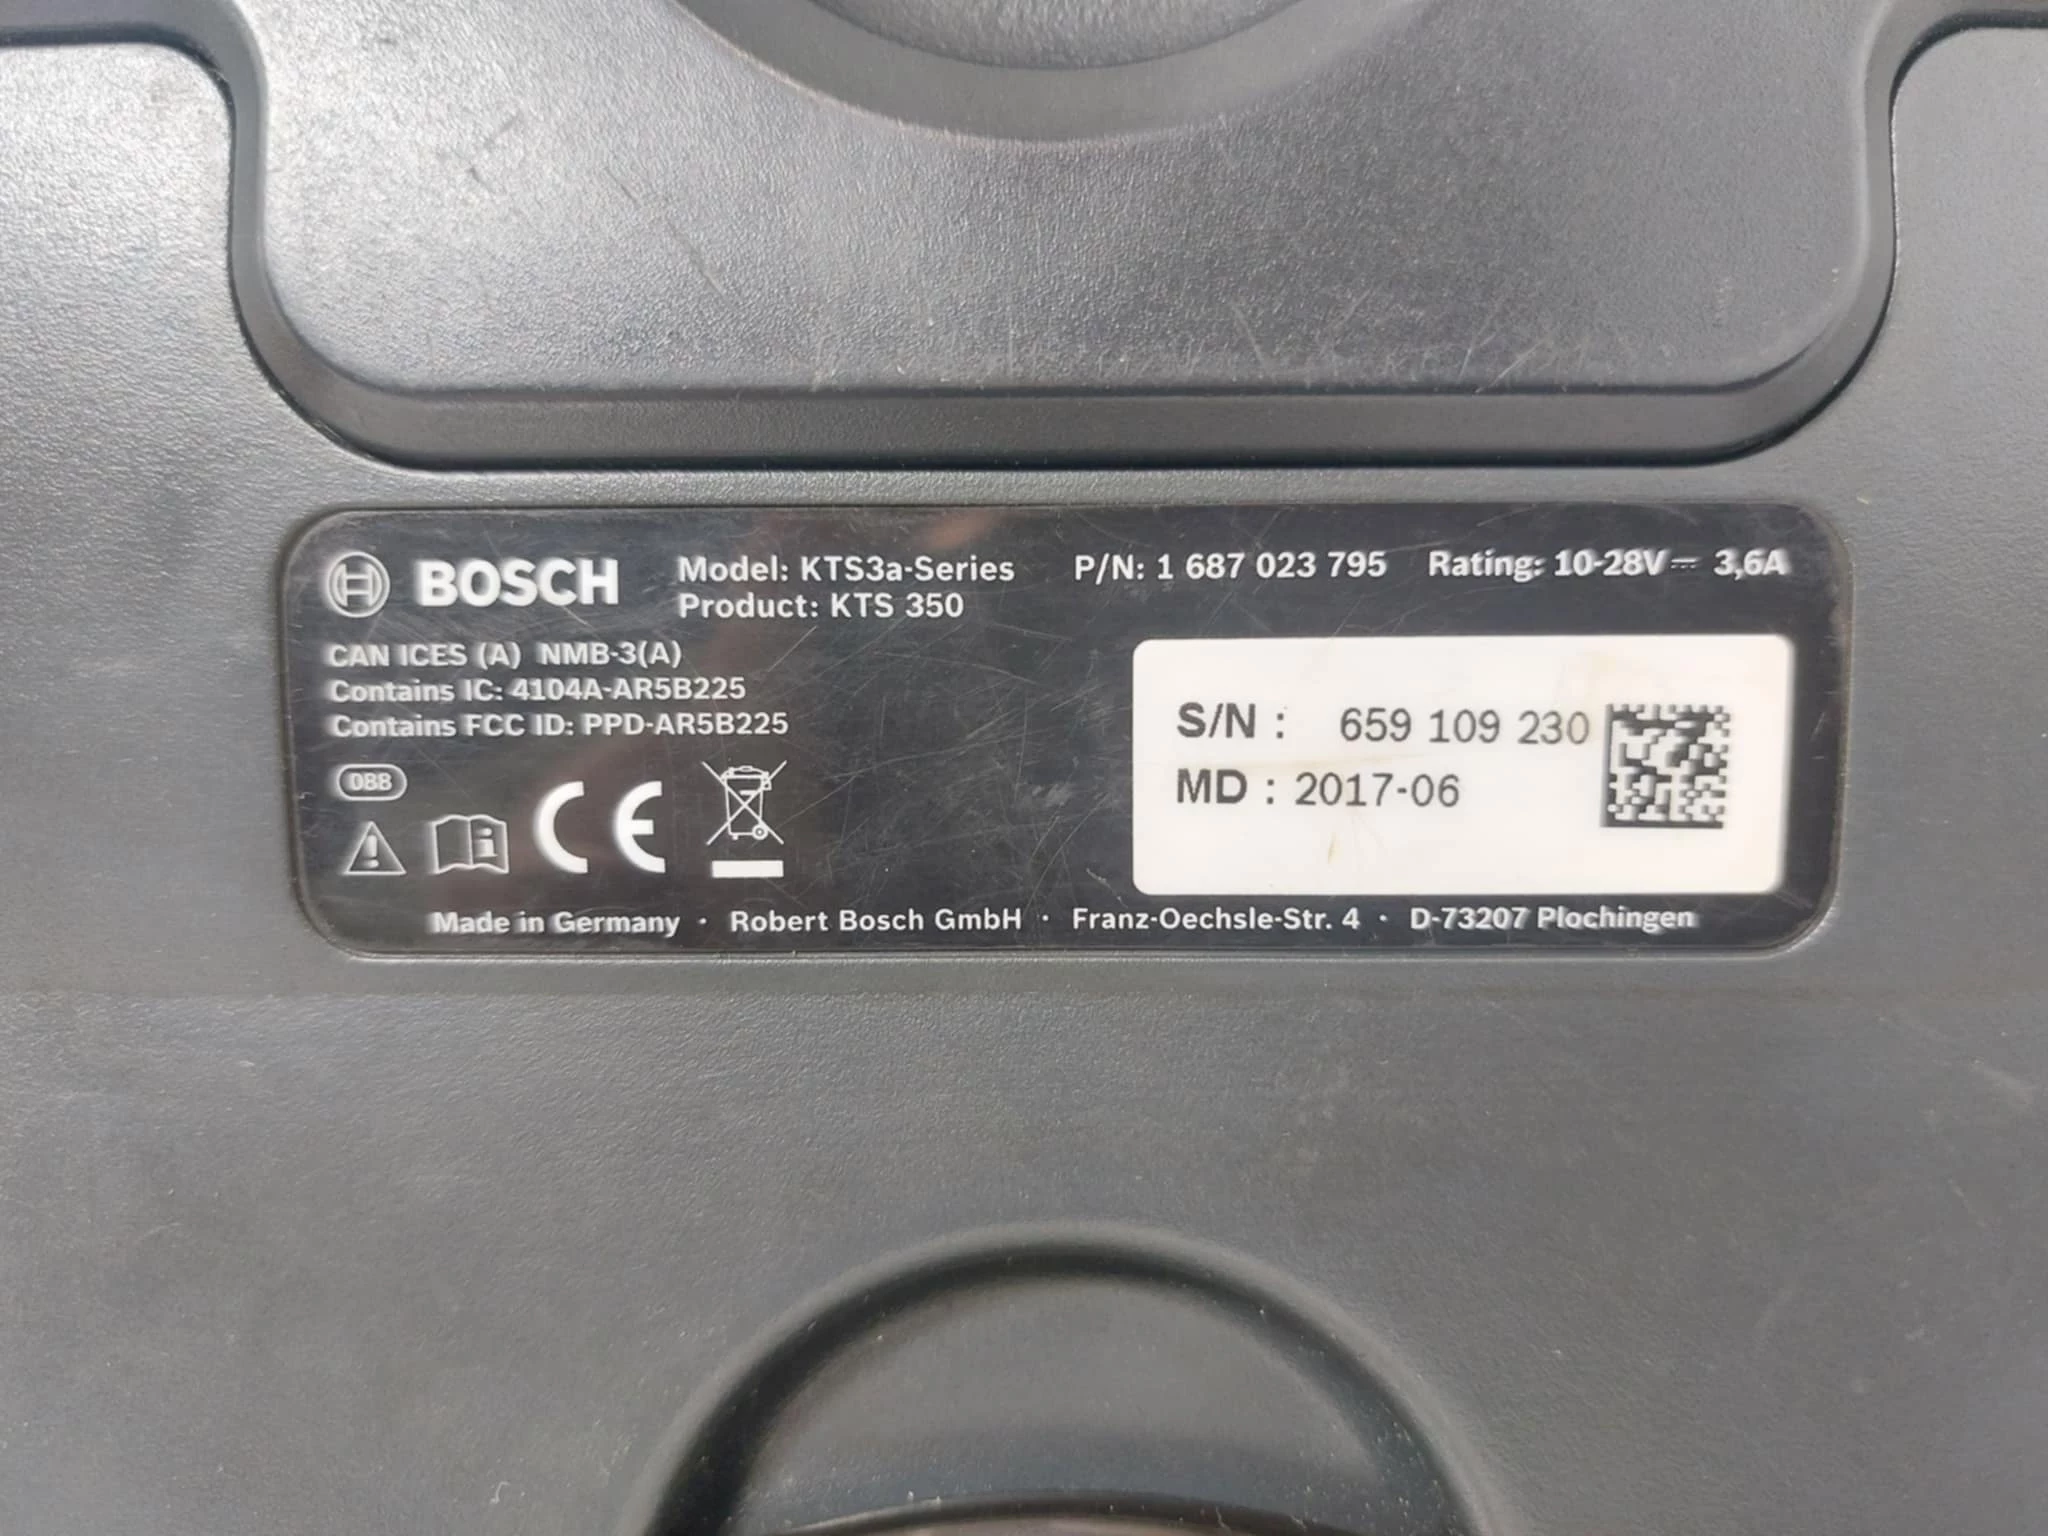 BOSCH
Model: KTS3a-Series P/N: 1 687 023 795 Rating: 10-28V⎓ 3,6A
Product: KTS 350
CAN ICES (A) NMB-3(A)
Contains IC: 4104A-AR5B225
Contains FCC ID: PPD-AR5B225
088
CE
S/N : 659 109 230
MD : 2017-06
Made in Germany · Robert Bosch GmbH · Franz-Oechsle-Str. 4 · D-73207 Plochingen